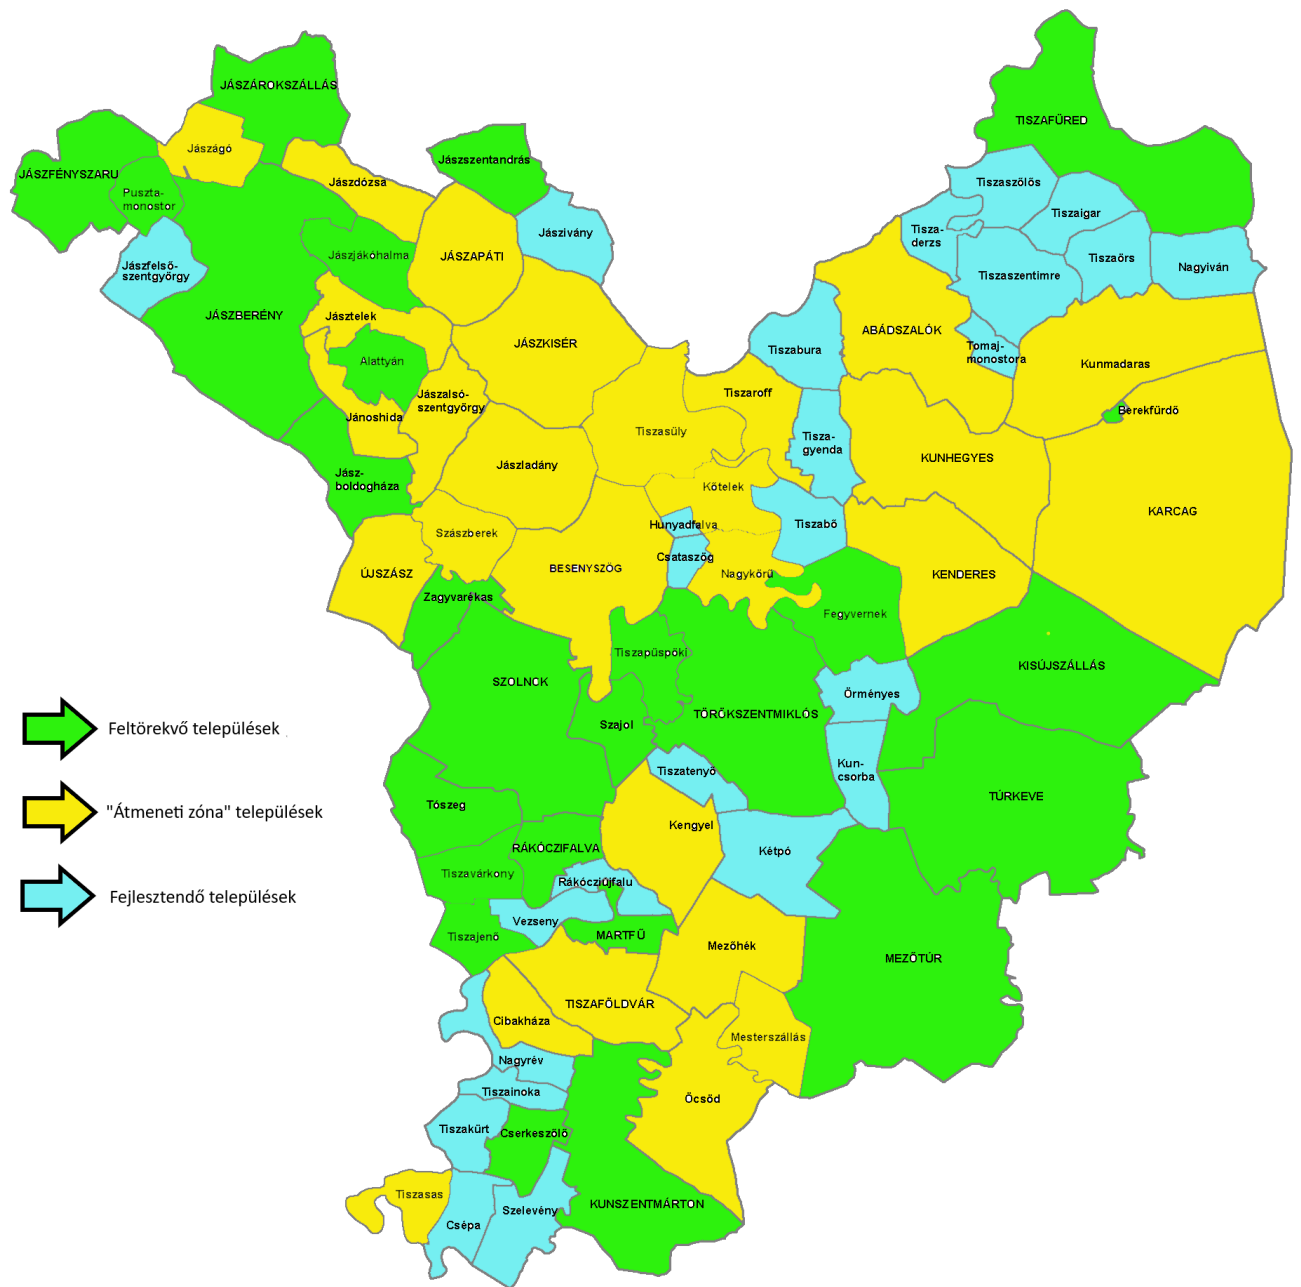 JÁSZÁROKSZÁLLÁS
TISZAFÜRED
Jászágó
Jászszentandrás
JÁSZFÉNYSZARU
Jászdózsa
Tiszaszőlős
Puszta-
monostor
Tiszaigar
Tisza-
derzs
Jászivány
Jászjákóhalma
JÁSZAPÁTI
Tiszaörs
Jászfelső-
szentgyörgy
Tiszaszentimre
Nagyiván
JÁSZBERÉNY
Jásztelek
ABÁDSZALÓK
JÁSZKISÉR
Tiszabura
Tomaj-
monostora
Alattyán
Kunmadaras
Jászalsó-
szentgyörgy
Tiszaroff
Berekfürdő
Jánoshida
Tiszasüly
Tisza-
gyenda
KUNHEGYES
Jászladány
Jász-
boldogháza
Kőtelek
KARCAG
Hunyadfalva
Tiszabő
Szászberek
Csataszög
BESENYSZÖG
ÚJSZÁSZ
Nagykörű
KENDERES
Zagyvarékas
Fegyvernek
Tiszapüspöki
KISÚJSZÁLLÁS
SZOLNOK
Örményes
TÖRÖKSZENTMIKLÓS
Szajol
Feltörekvő települések
Tiszatenyő
Kun-
csorba
TÚRKEVE
Tószeg
"Átmeneti zóna" települések
Kengyel
RÁKÓCZIFALVA
Kétpó
Tiszavárkony
Rákócziújfalu
Fejlesztendő települések
Vezseny
MARTFŰ
Tiszajenő
Mezőhék
MEZŐTÚR
TISZAFÖLDVÁR
Cibakháza
Mesterszállás
Nagyrév
Tiszainoka
Öcsöd
Tiszakürt
Cserkeszőlő
Tiszasas
KUNSZENTMÁRTON
Szelevény
Csépa